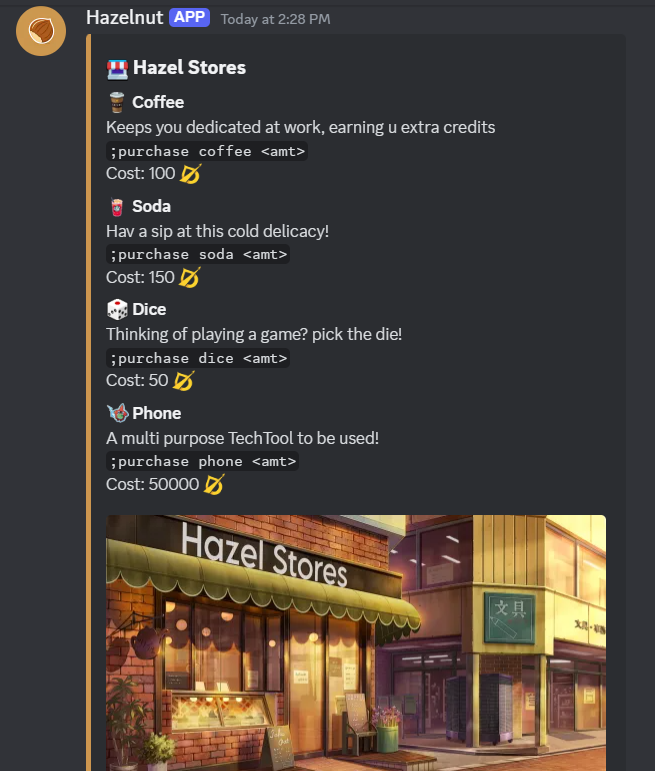 Hazelnut APP Today at 2:28 PM
Hazel Stores
Coffee
Keeps you dedicated at work, earning u extra credits
;purchase coffee <amt>
Cost: 100
Soda
Hav a sip at this cold delicacy!
;purchase soda <amt>
Cost: 150
Dice
Thinking of playing a game? pick the die!
;purchase dice <amt>
Cost: 50
Phone
A multi purpose TechTool to be used!
;purchase phone <amt>
Cost: 50000
Hazel Stores
文具